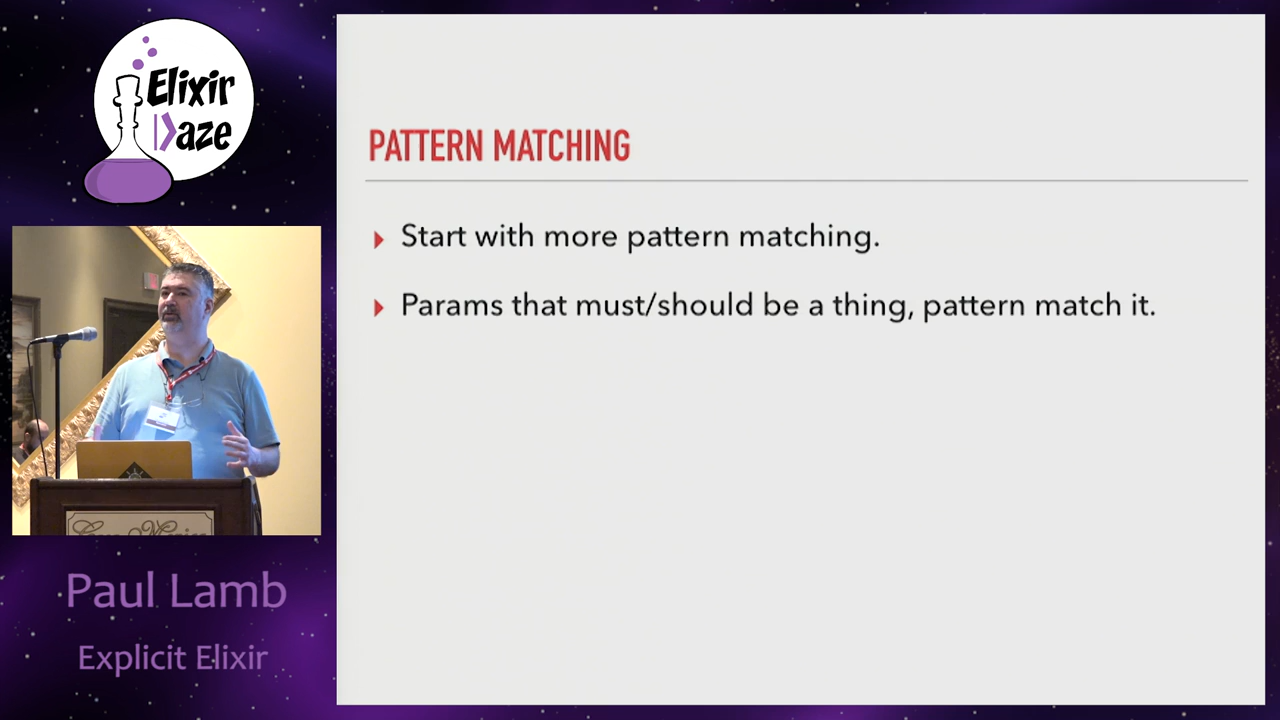 Elixir
|>aze
PATTERN MATCHING
Start with more pattern matching.
Params that must/should be a thing, pattern match it.
Paul Lamb
Explicit Elixir